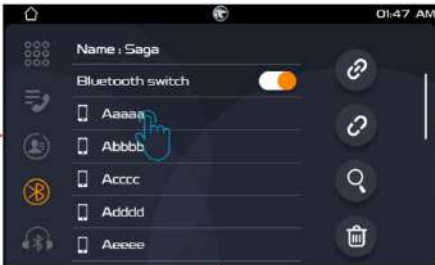 01:47 AM
Name : Saga
Bluetooth switch
Aaaaa
Abbbb
Acccc
Adddd
Aeeee